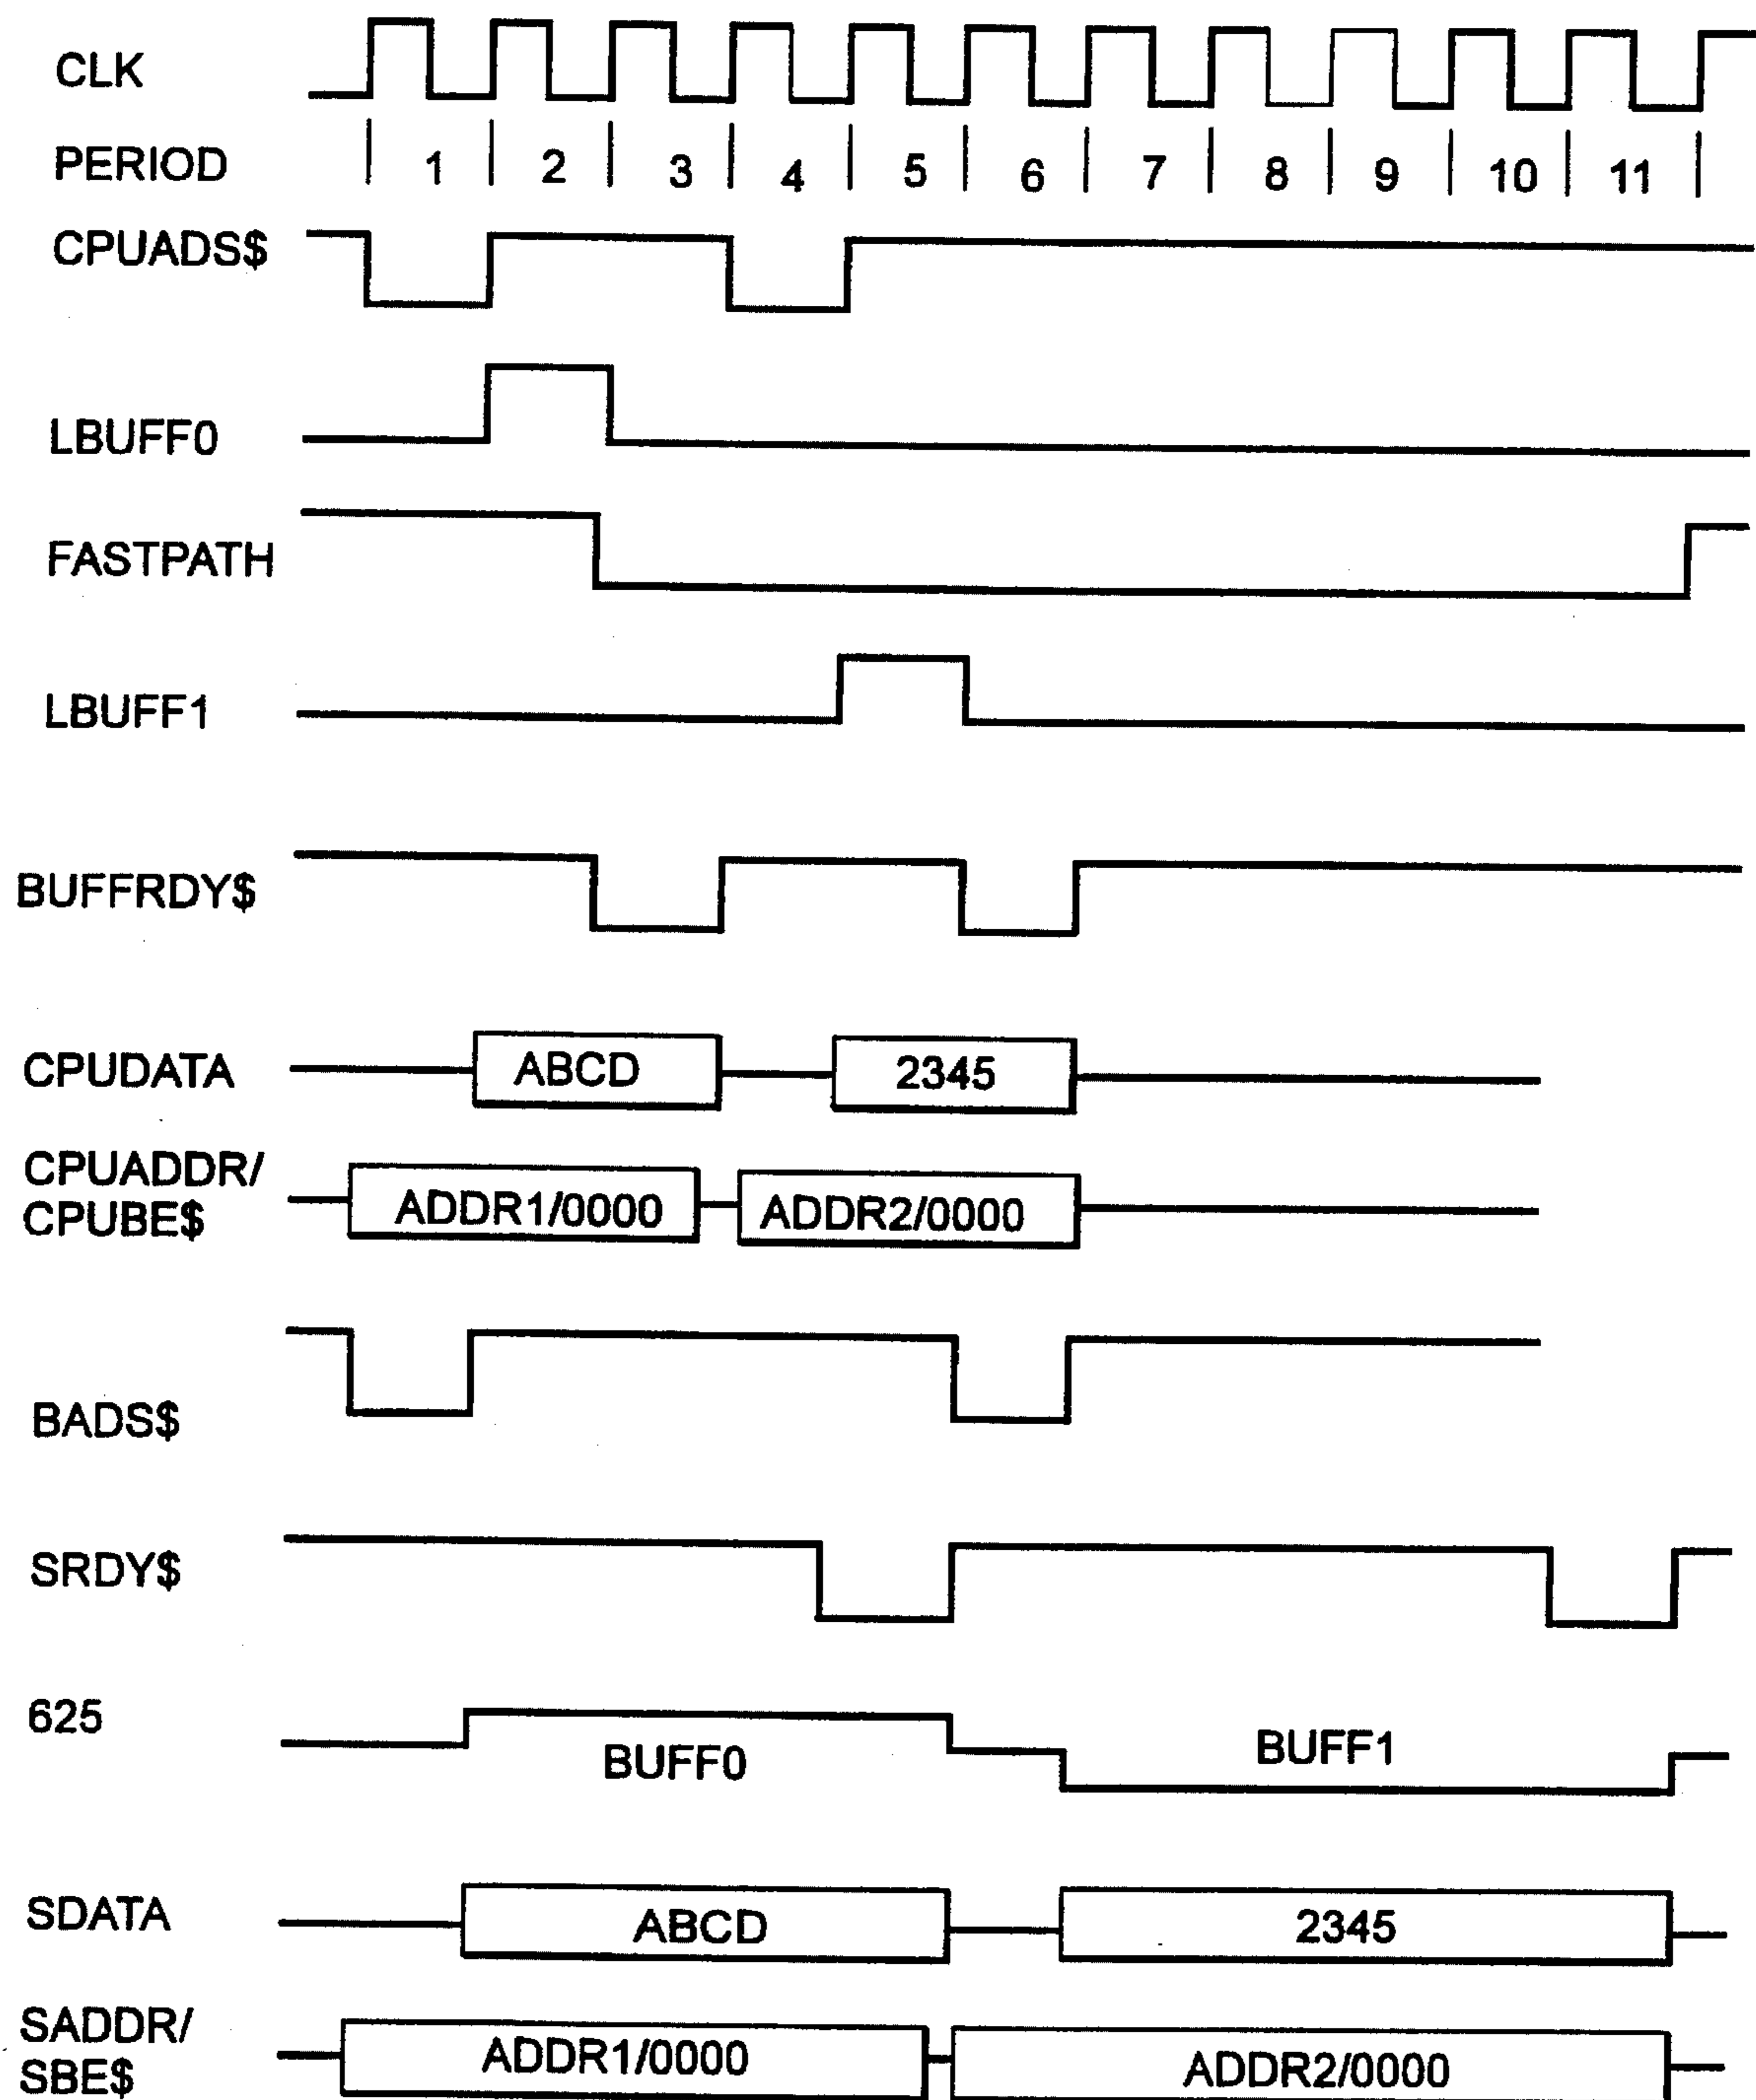 CLK
PERIOD 1 2 3 4 5 6 7 8 9 10 11
CPUADS$
LBUFF0
FASTPATH
LBUFF1
BUFFRDY$
CPUDATA ABCD 2345
CPUADDR/
CPUBE$ ADDR1/0000 ADDR2/0000
BADS$
SRDY$
625 BUFF0 BUFF1
SDATA ABCD 2345
SADDR/
SBE$ ADDR1/0000 ADDR2/0000